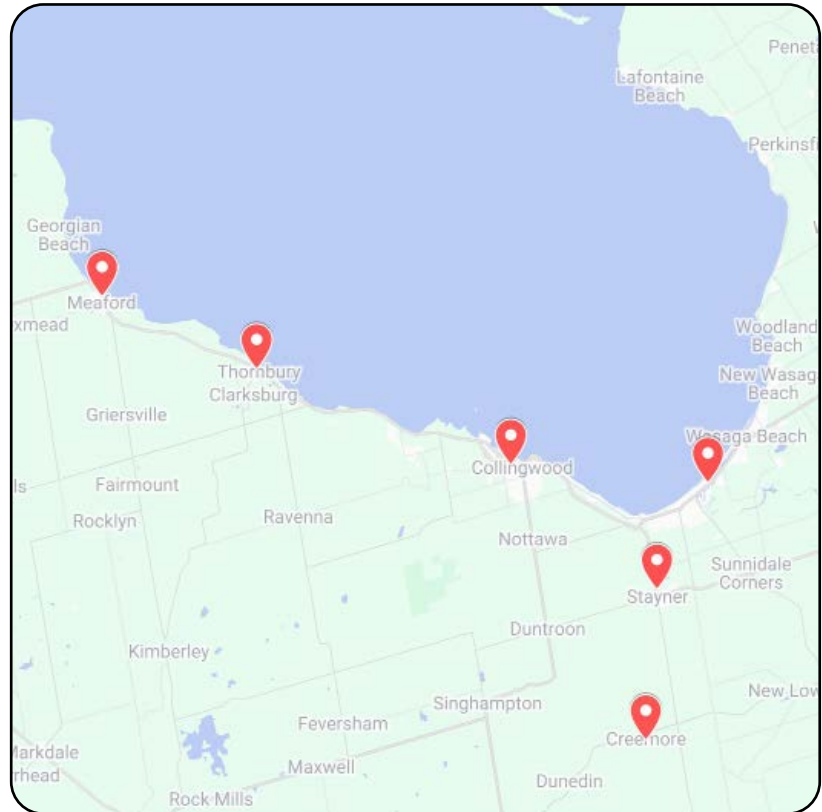 Penet
Lafontaine
Beach
Perkinsfi
Georgian
Beach
Meaford
xmead
Woodland
Beach
Thornbury
Clarksburg
New Wasag
Beach
Griersville
Wasaga Beach
Collingwood
ls
Fairmount
Rocklyn
Ravenna
Nottawa
Sunnidale
Corners
Stayner
Duntroon
Kimberley
New Low
Singhampton
Feversham
Creemore
Markdale
rhead
Maxwell
Dunedin
Rock Mills